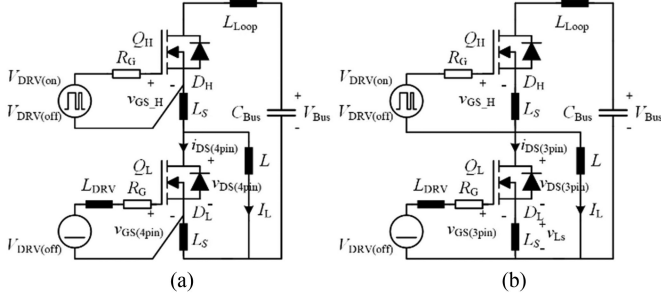 L_Loop L_Loop
Q_H Q_H
R_G R_G
V_DRV(on) V_DRV(on)
+ - D_H + - D_H
v_GS_H v_GS_H
+ +
V_DRV(off) L_S C_Bus V_Bus V_DRV(off) L_S C_Bus V_Bus
- -
i_DS(4pin) i_DS(3pin)
Q_L + L Q_L + L
L_DRV R_G v_DS(4pin) L_DRV R_G v_DS(3pin)
+ - D_L - I_L + - D_L - I_L
v_GS(4pin) v_GS(3pin) + v_Ls
V_DRV(off) L_S V_DRV(off) L_S -
(a) (b)